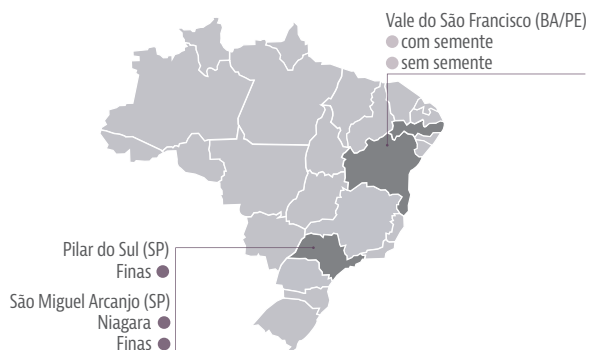 Vale do São Francisco (BA/PE)
com semente
sem semente
Pilar do Sul (SP)
Finas
São Miguel Arcanjo (SP)
Niagara
Finas